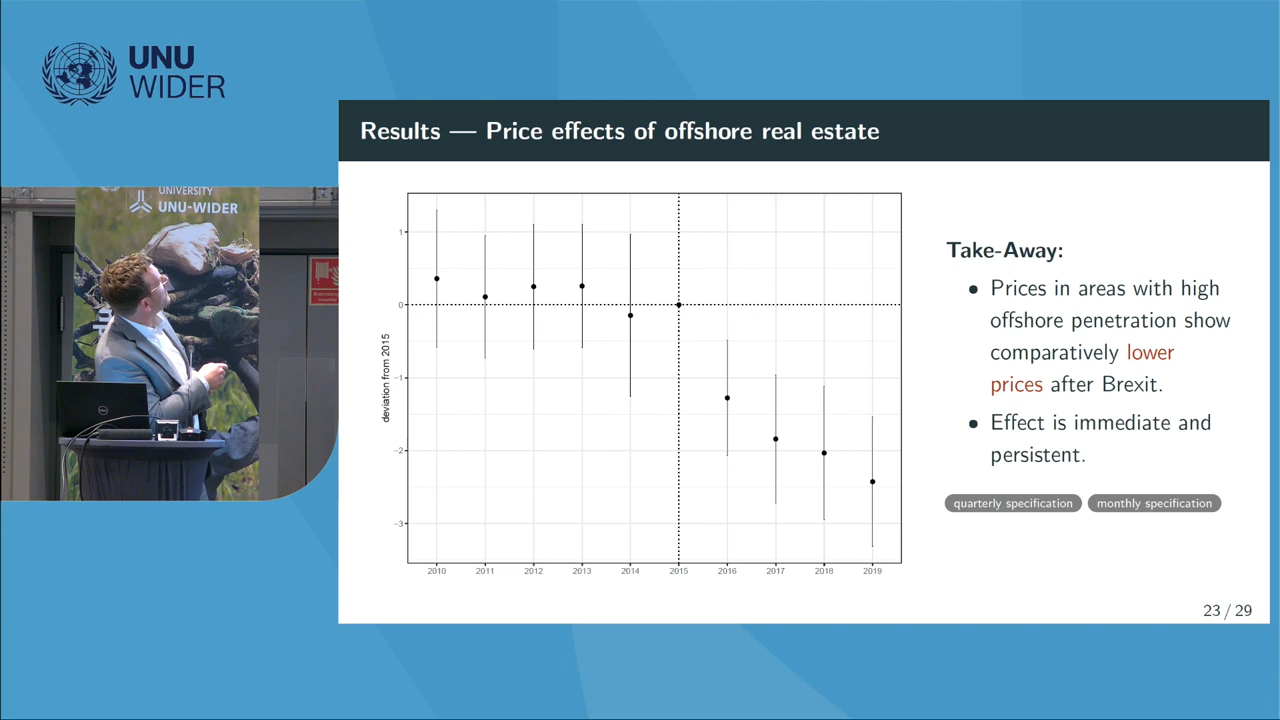 UNU
WIDER
Results — Price effects of offshore real estate
UNIVERSITY
UNU-WIDER
deviation from 2015
1
0
−1
−2
−3
2010 2011 2012 2013 2014 2015 2016 2017 2018 2019
Take-Away:
● Prices in areas with high
offshore penetration show
comparatively lower
prices after Brexit.
● Effect is immediate and
persistent.
quarterly specification monthly specification
23 / 29